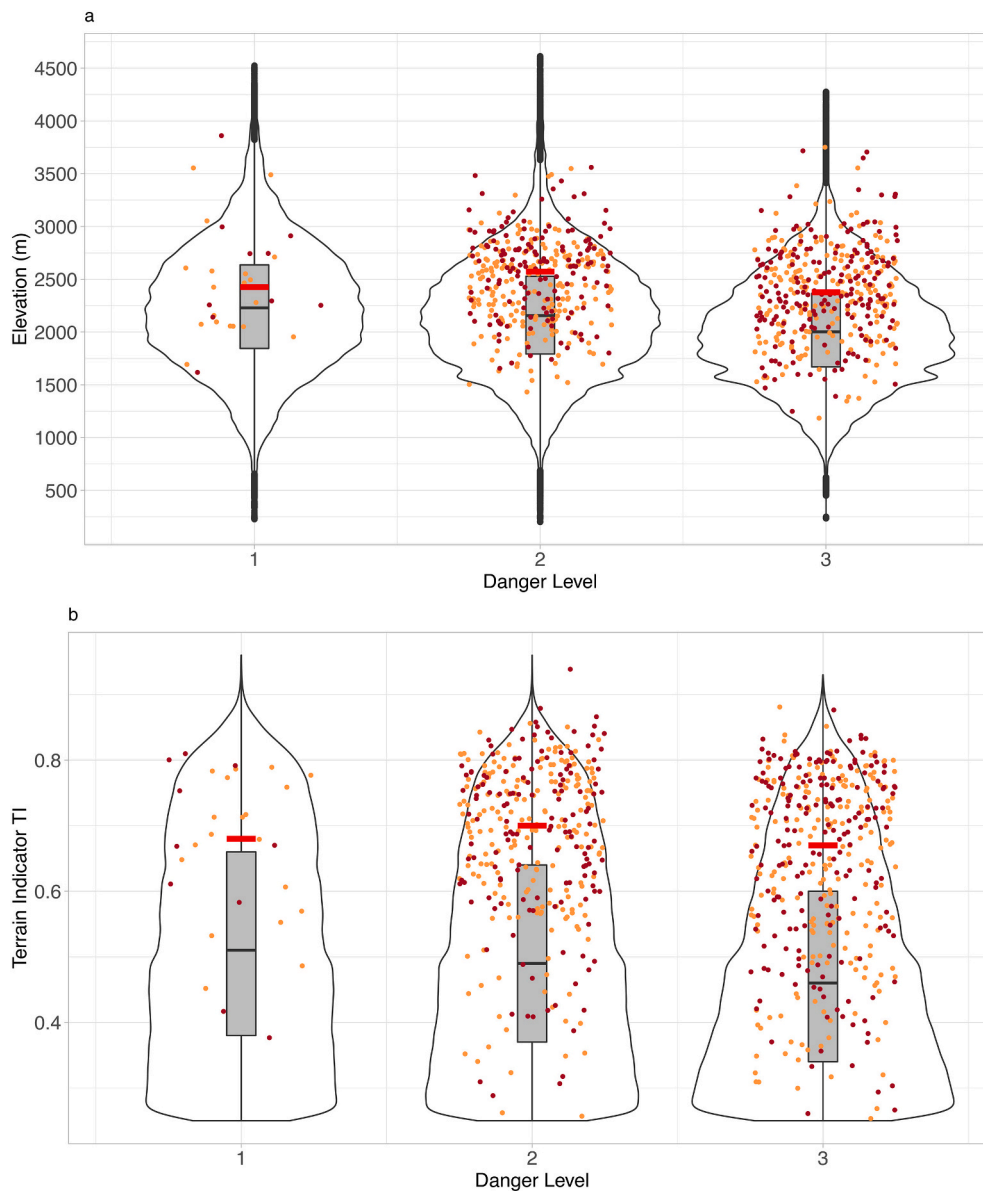 a
4500
4000
3500
3000
2500
2000
1500
1000
500
Elevation (m)
1 2 3
Danger Level
b
0.8
0.6
0.4
Terrain Indicator TI
1 2 3
Danger Level